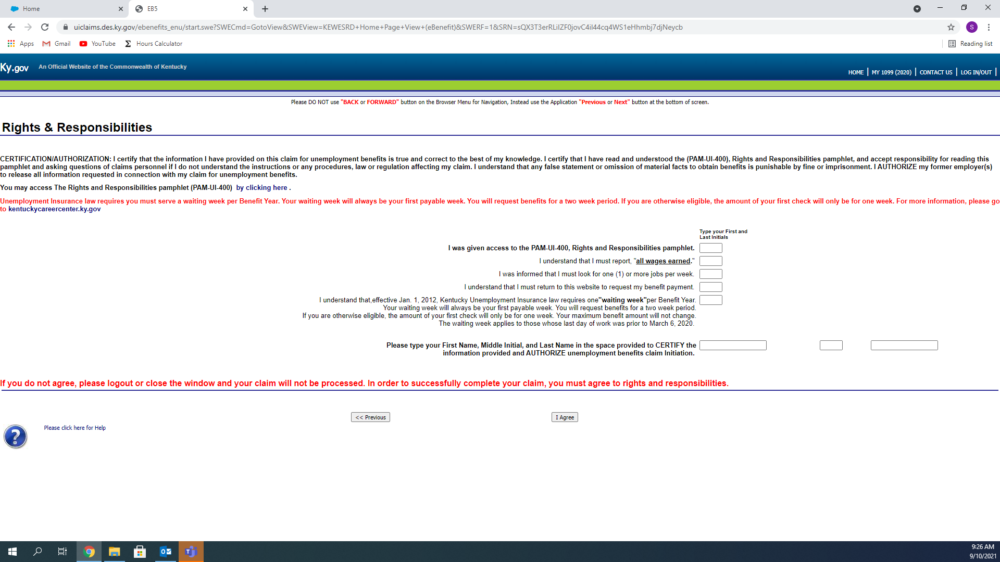 Home
EB5
uiclaims.des.ky.gov/ebenefits_enu/start.swe?SWECmd=GotoView&SWEView=KEWESRD+Home+Page+View+(eBenefit)&SWERF=1&SRN=sQX3T3erRLiIZF0jovC4il44cq4WS1eHhmbj7djNeycb
S
Apps
Gmail
YouTube
Hours Calculator
Reading list
Ky.gov
An Official Website of the Commonwealth of Kentucky
HOME | MY 1099 (2020) | CONTACT US | LOG IN/OUT |
Please DO NOT use "BACK or FORWARD" button on the Browser Menu for Navigation, Instead use the Application "Previous or Next" button at the bottom of screen.
Rights & Responsibilities
CERTIFICATION/AUTHORIZATION: I certify that the information I have provided on this claim for unemployment benefits is true and correct to the best of my knowledge. I certify that I have read and understood the (PAM-UI-400), Rights and Responsibilities pamphlet, and accept responsibility for reading this
pamphlet and asking questions of claims personnel if I do not understand the instructions or any procedures, law or regulation affecting my claim. I understand that any false statement or omission of material facts to obtain benefits is punishable by fine or imprisonment. I AUTHORIZE my former employer(s)
to release all information requested in connection with my claim for unemployment benefits.
You may access The Rights and Responsibilities pamphlet (PAM-UI-400) by clicking here .
Unemployment Insurance law requires you must serve a waiting week per Benefit Year. Your waiting week will always be your first payable week. You will request benefits for a two week period. If you are otherwise eligible, the amount of your first check will only be for one week. For more information, please go
to kentuckycareercenter.ky.gov
Type your First and
Last Initials
I was given access to the PAM-UI-400, Rights and Responsibilities pamphlet.
I understand that I must report, "all wages earned."
I was informed that I must look for one (1) or more jobs per week.
I understand that I must return to this website to request my benefit payment.
I understand that,effective Jan. 1, 2012, Kentucky Unemployment Insurance law requires one"waiting week"per Benefit Year.
Your waiting week will always be your first payable week. You will request benefits for a two week period.
If you are otherwise eligible, the amount of your first check will only be for one week. Your maximum benefit amount will not change.
The waiting week applies to those whose last day of work was prior to March 6, 2020.
Please type your First Name, Middle Initial, and Last Name in the space provided to CERTIFY the
information provided and AUTHORIZE unemployment benefits claim Initiation.
If you do not agree, please logout or close the window and your claim will not be processed. In order to successfully complete your claim, you must agree to rights and responsibilities.
<< Previous
I Agree
Please click here for Help
9:26 AM
9/10/2021